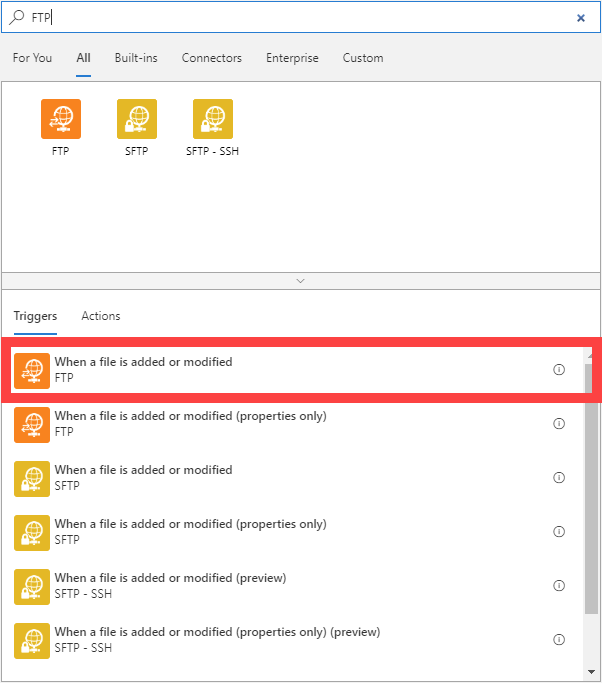 FTP
For You All Built-ins Connectors Enterprise Custom
FTP SFTP SFTP - SSH
Triggers Actions
When a file is added or modified
FTP
When a file is added or modified (properties only)
FTP
When a file is added or modified
SFTP
When a file is added or modified (properties only)
SFTP
When a file is added or modified (preview)
SFTP - SSH
When a file is added or modified (properties only) (preview)
SFTP - SSH